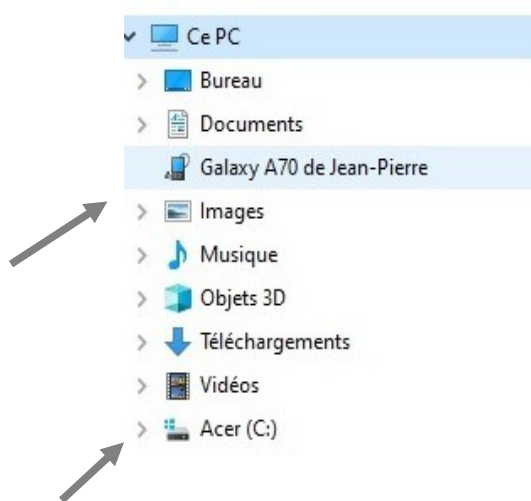 Ce PC
Bureau
Documents
Galaxy A70 de Jean-Pierre
Images
Musique
Objets 3D
Téléchargements
Vidéos
Acer (C:)